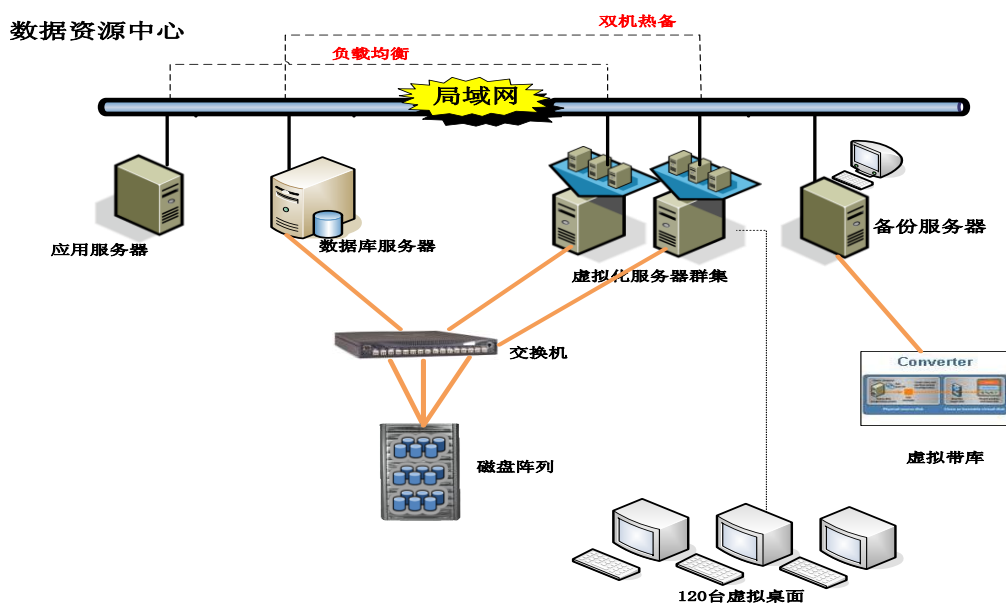 数据资源中心
双机热备
负载均衡
局域网
应用服务器
数据库服务器
虚拟化服务器群集
备份服务器
交换机
Converter
虚拟带库
磁盘阵列
120台虚拟桌面